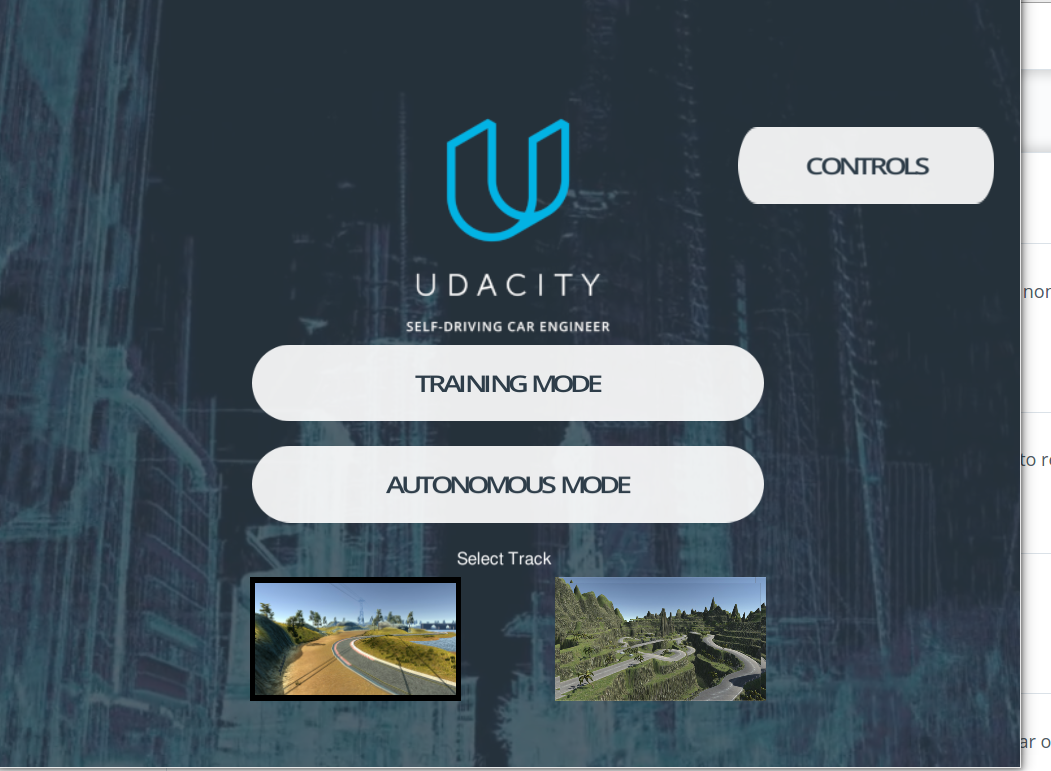 CONTROLS
UDACITY
SELF-DRIVING CAR ENGINEER
TRAINING MODE
AUTONOMOUS MODE
Select Track
nor
to re
ar o